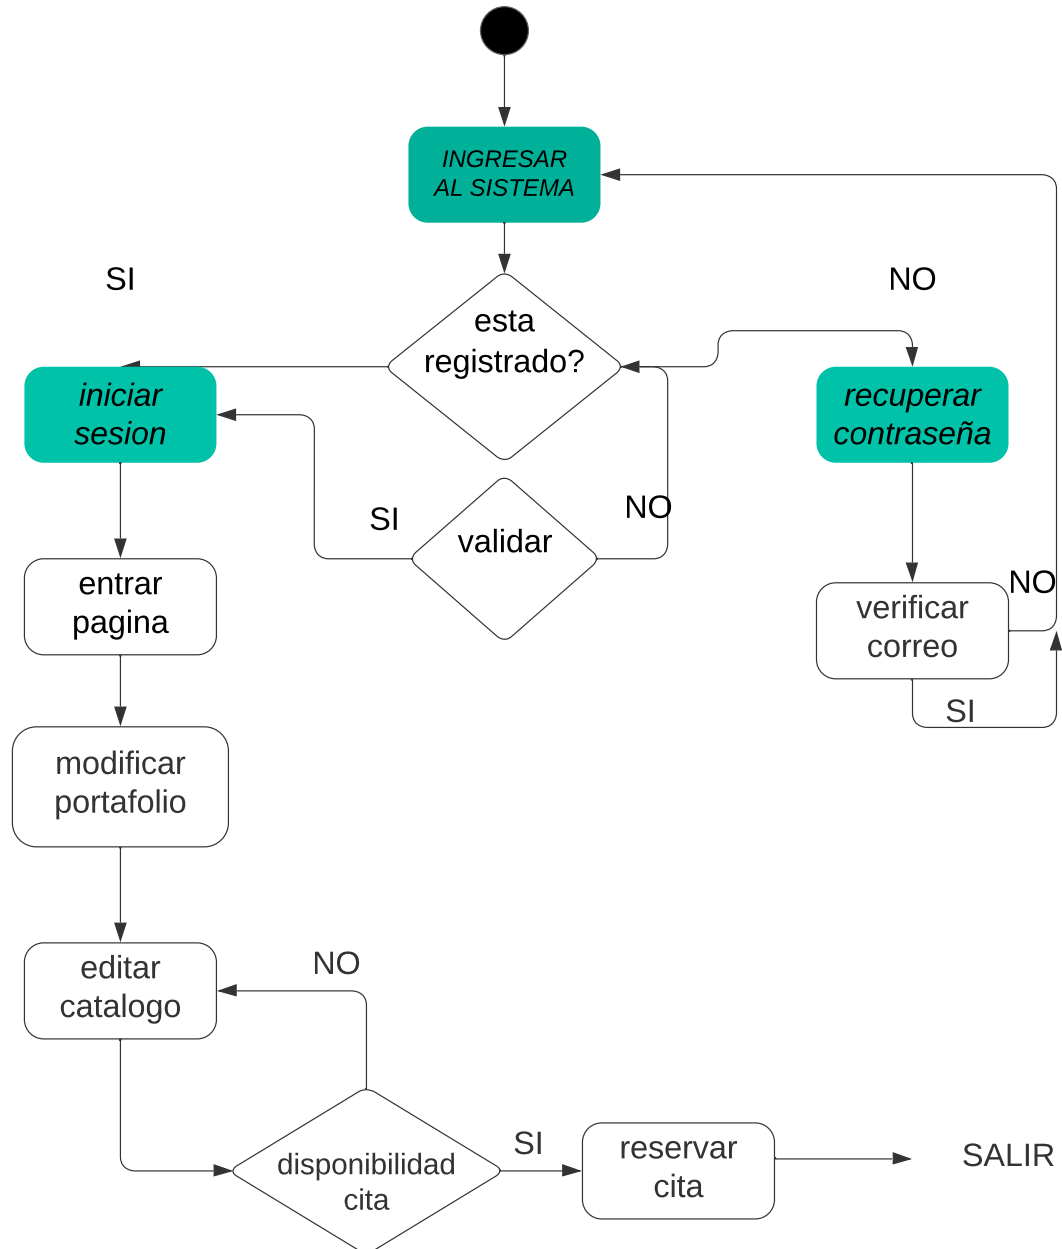 INGRESAR
AL SISTEMA
SI
NO
esta
registrado?
iniciar
sesion
recuperar
contraseña
SI
NO
validar
entrar
pagina
NO
verificar
correo
SI
modificar
portafolio
editar
catalogo
NO
disponibilidad
cita
SI
reservar
cita
SALIR